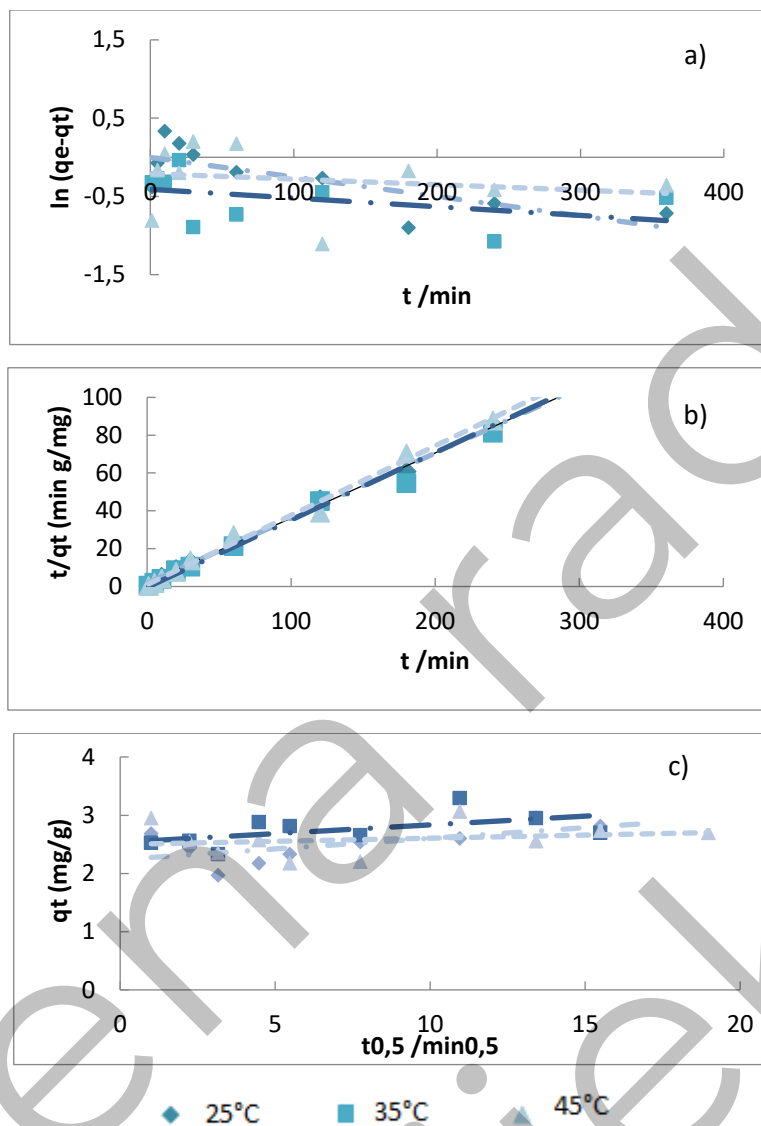 a)
1,5
0,5
-0,5
-1,5
0 100 200 300 400
ln (qe-qt)
t /min
b)
100
80
60
40
20
0
0 100 200 300 400
t/qt (min g/mg)
t /min
c)
4
3
2
1
0
0 5 10 15 20
qt (mg/g)
t0,5 /min0,5
25°C 35°C 45°C